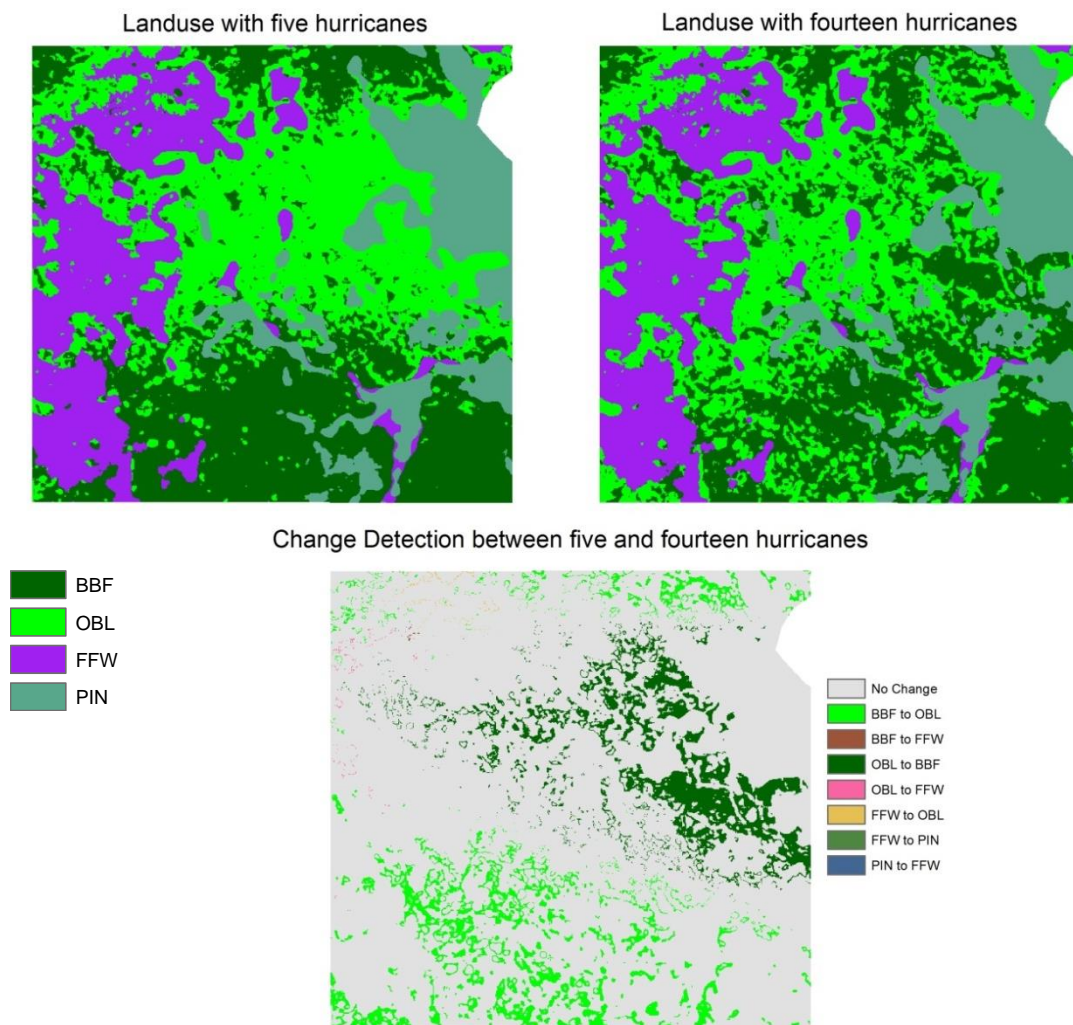 Landuse with five hurricanes
Landuse with fourteen hurricanes
Change Detection between five and fourteen hurricanes
BBF
OBL
FFW
PIN
No Change
BBF to OBL
BBF to FFW
OBL to BBF
OBL to FFW
FFW to OBL
FFW to PIN
PIN to FFW